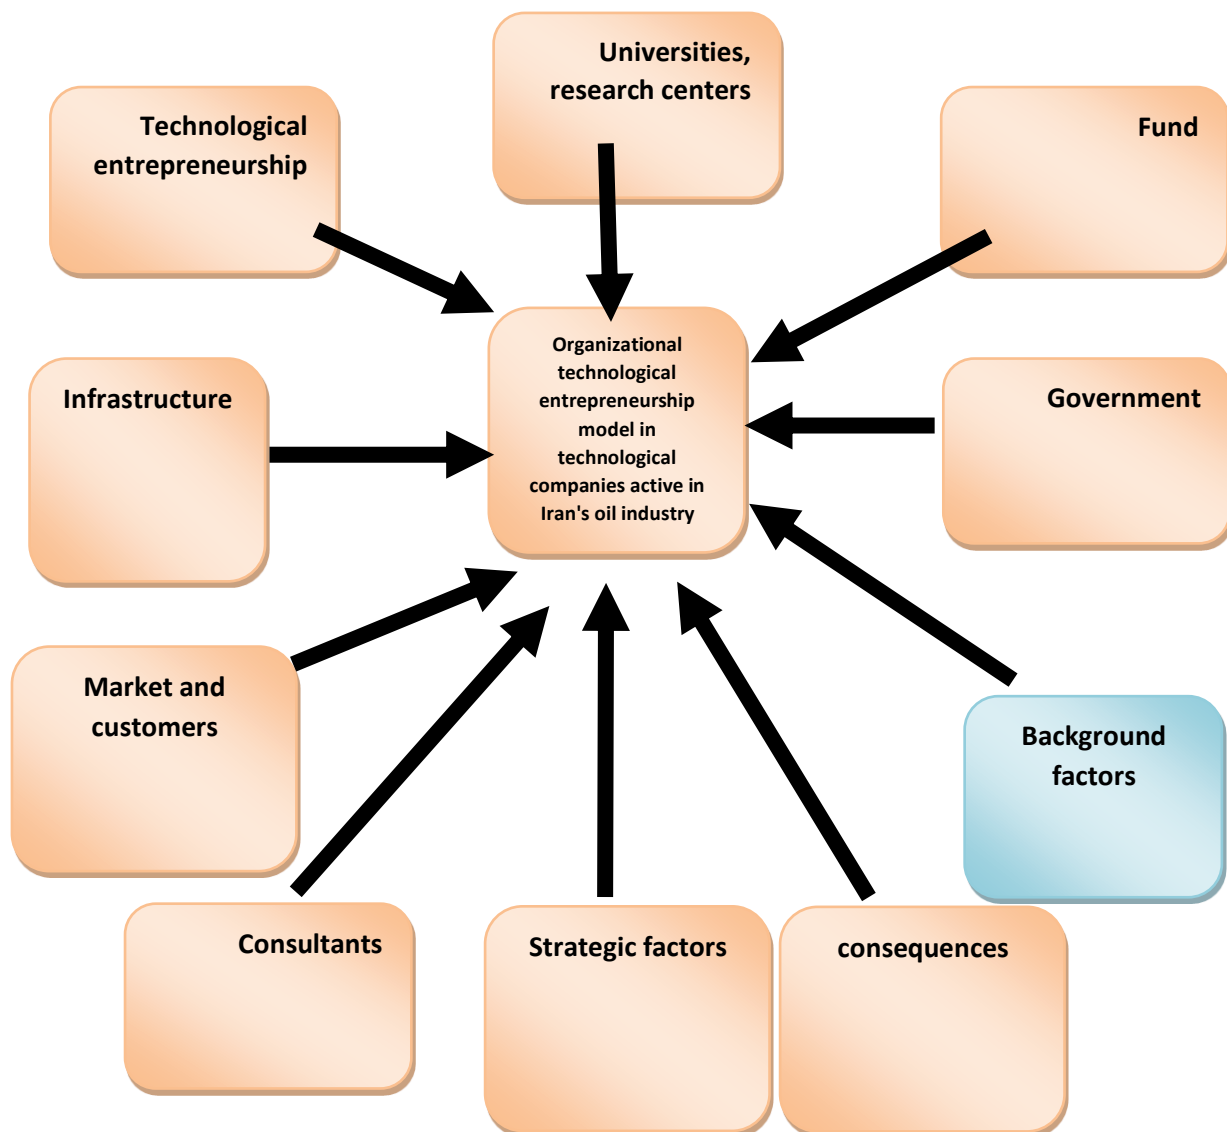 Universities,
research centers
Technological
entrepreneurship
Fund
Organizational
technological
entrepreneurship
model in
technological
companies active in
Iran's oil industry
Infrastructure
Government
Market and
customers
Background
factors
Consultants
Strategic factors
consequences